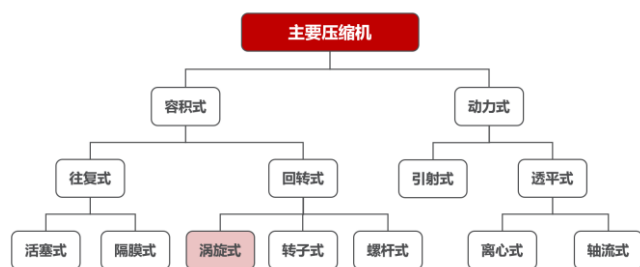 主要压缩机
容积式
动力式
往复式
回转式
引射式
透平式
活塞式
隔膜式
涡旋式
转子式
螺杆式
离心式
轴流式